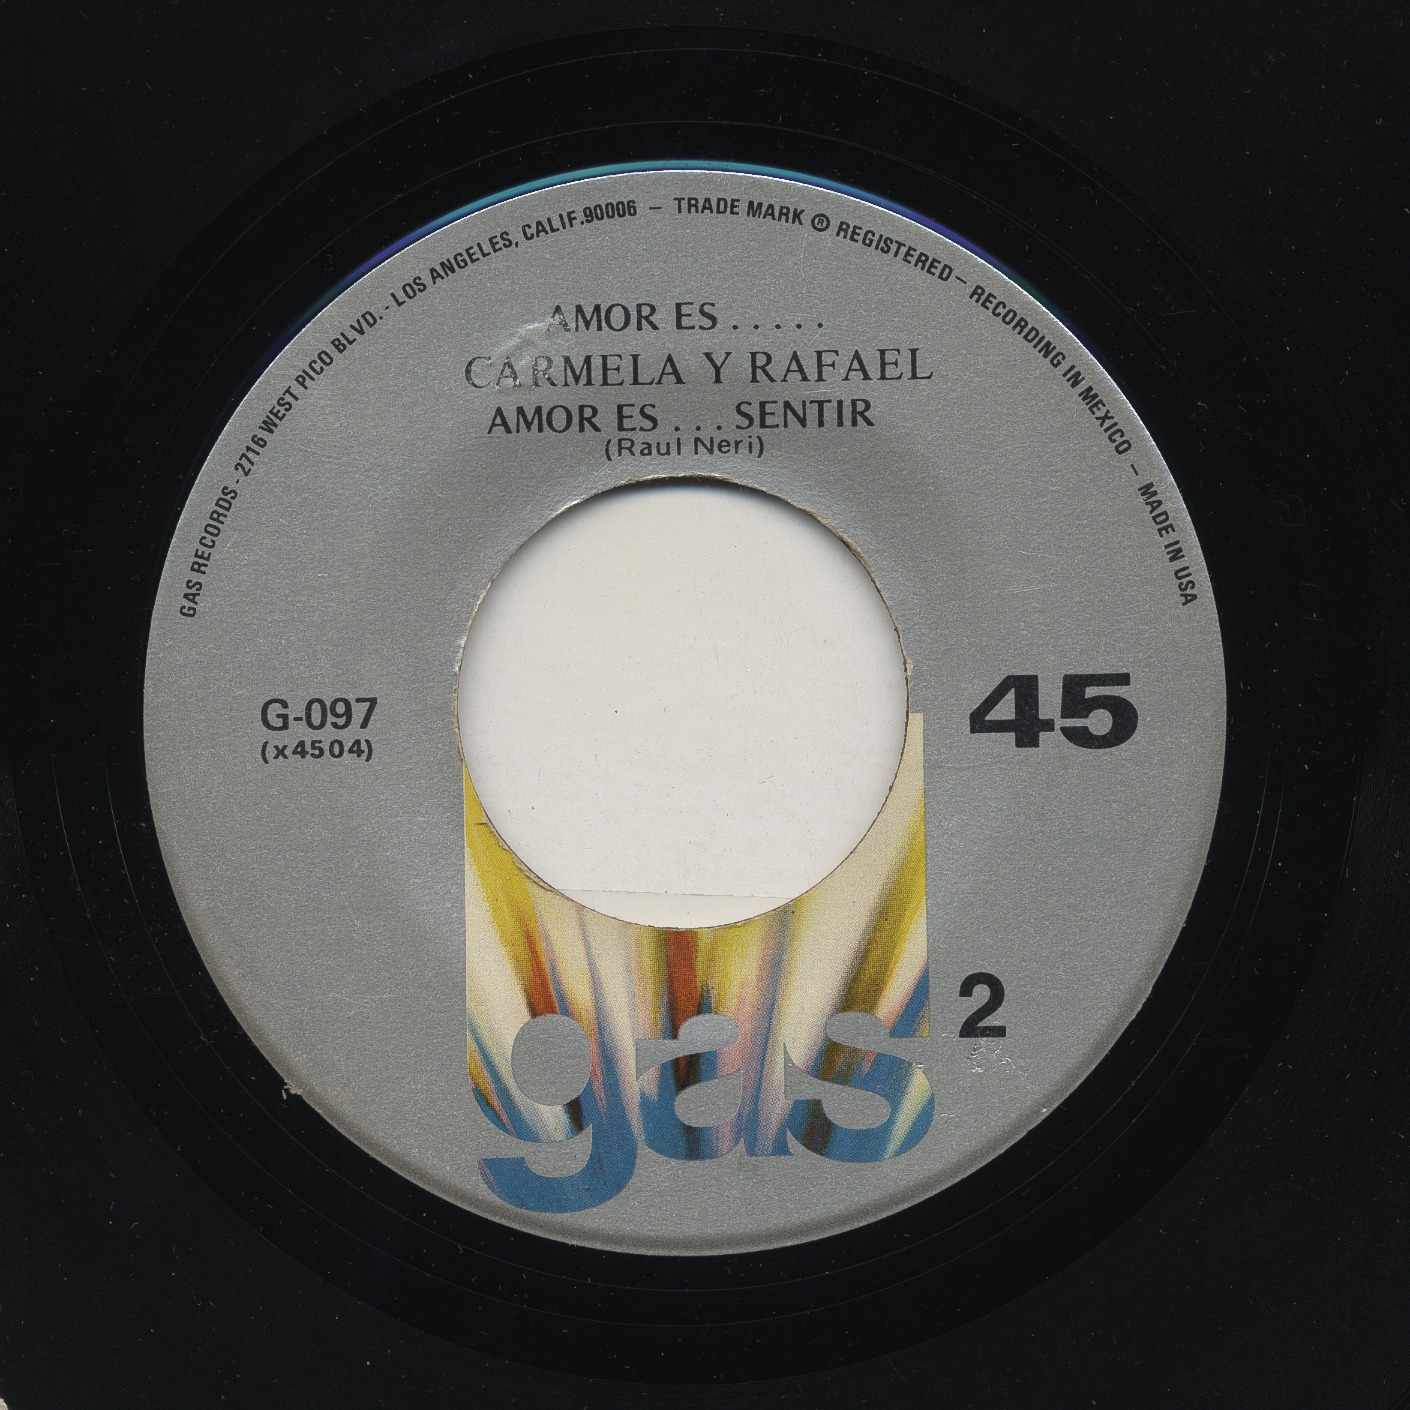 GAS RECORDS - 2716 WEST PICO BLVD. - LOS ANGELES, CALIF. 90006 — TRADE MARK ® REGISTERED — RECORDING IN MEXICO — MADE IN USA
AMOR ES . . . . .
CARMELA Y RAFAEL
AMOR ES . . . SENTIR
(Raul Neri)
G-097
(x4504)
45
2
gas